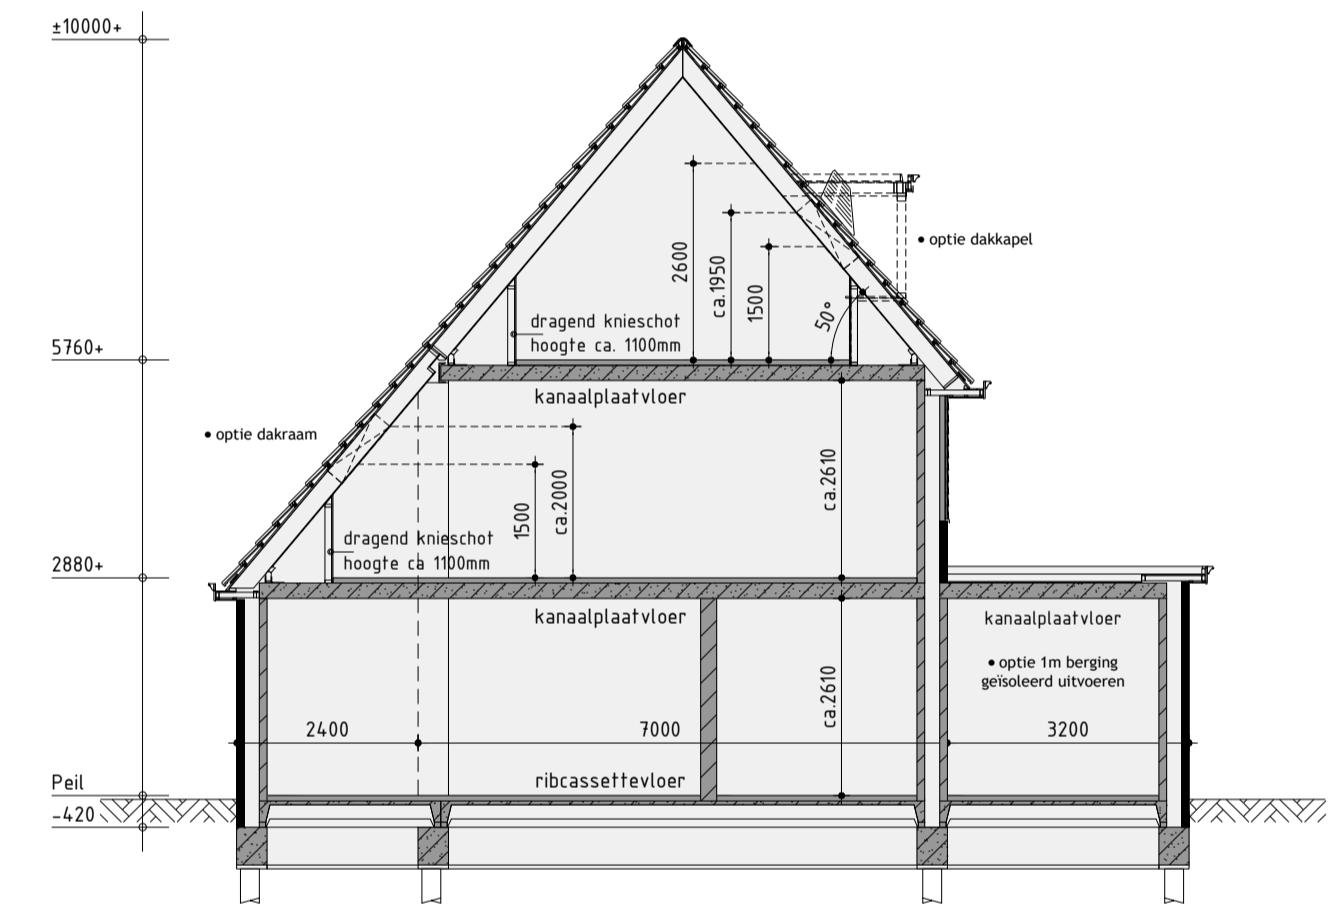 ±10000+
2600
ca.1950
1500
• optie dakkapel
50°
dragend knieschot
hoogte ca. 1100mm
5760+
kanaalplaatvloer
• optie dakraam
1500
ca.2000
ca.2610
dragend knieschot
hoogte ca 1100mm
2880+
kanaalplaatvloer
kanaalplaatvloer
• optie 1m berging
geïsoleerd uitvoeren
ca.2610
2400
7000
3200
Peil
ribcassettevloer
-420